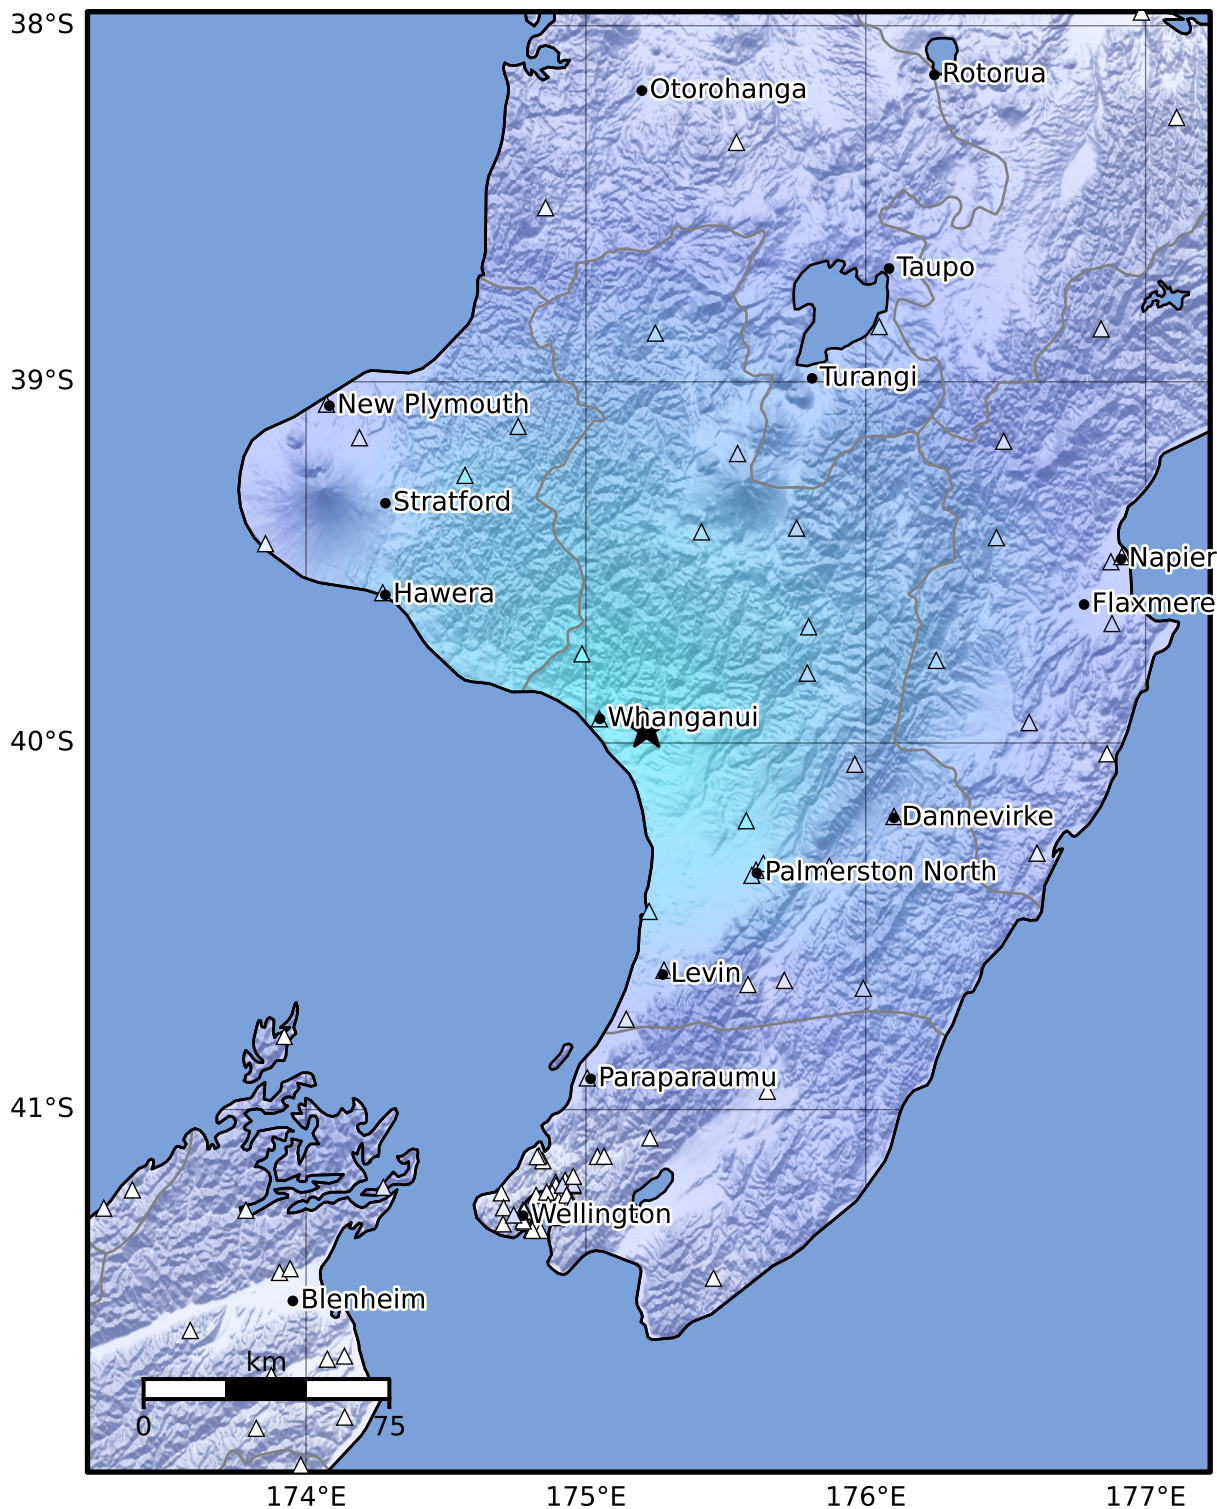 38°S
Rotorua
Otorohanga
Taupo
39°S
Turangi
New Plymouth
Stratford
Napier
Hawera
Flaxmere
Whanganui
40°S
Dannevirke
Palmerston North
Levin
Paraparaumu
41°S
Wellington
Blenheim
km
0 75
174°E 175°E 176°E 177°E